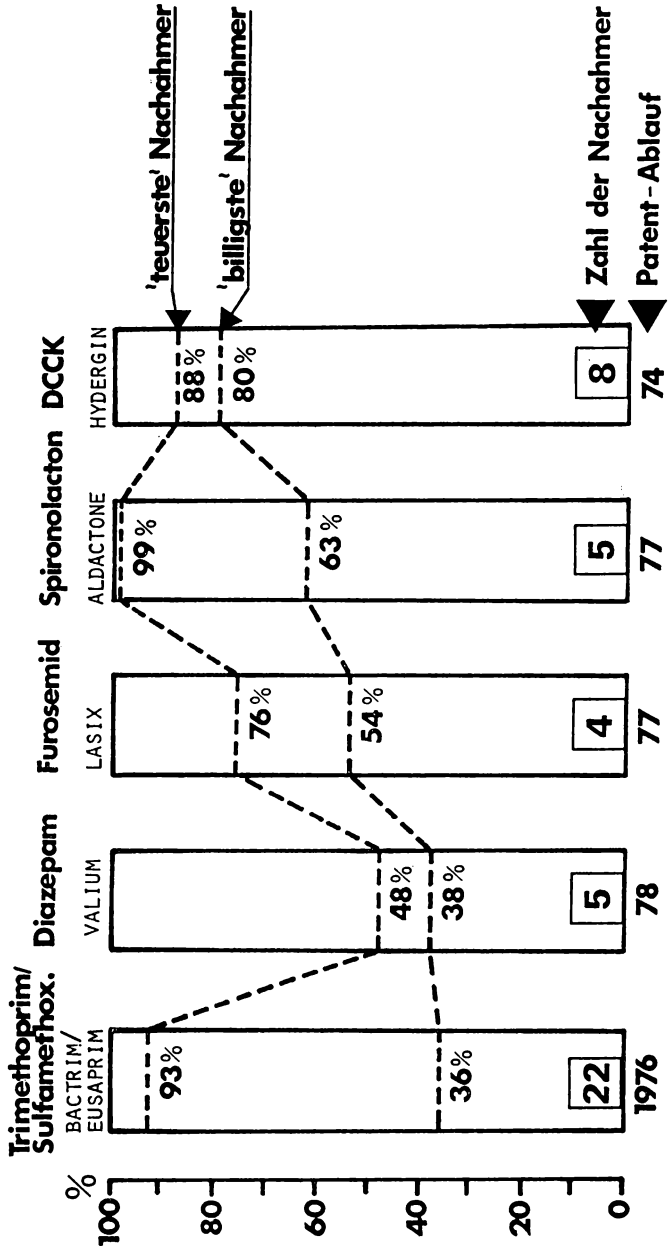 Trimethoprim/
Sulfamethox.
Diazepam
Furosemid
Spironolacton
DCCK
BACTRIM/
EUSAPRIM
VALIUM
LASIX
ALDACTONE
HYDERGIN
'teuerste' Nachahmer
'billigste' Nachahmer
%
100
80
60
40
20
0
93%
36%
48%
38%
76%
54%
99%
63%
88%
80%
22
5
4
5
8
Zahl der Nachahmer
1976
78
77
77
74
Patent-Ablauf